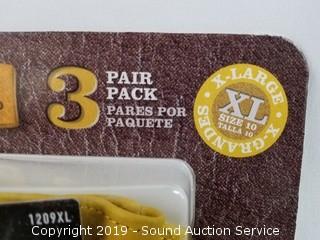 3
PAIR
PACK
PARES POR
PAQUETE
X-LARGE
XL
SIZE 10
TALLA 10
X-GRANDES
1209XL
Copyright 2019 - Sound Auction Service